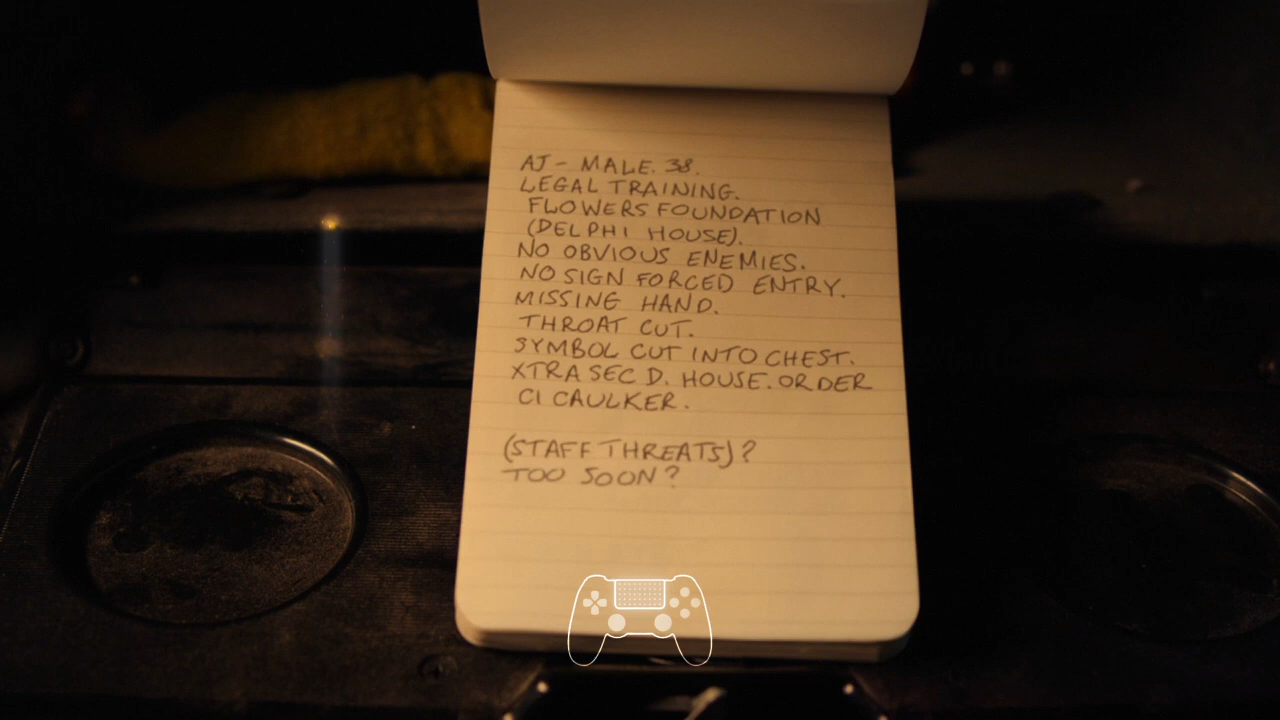 AJ - MALE. 38.
LEGAL TRAINING.
FLOWERS FOUNDATION
(DELPHI HOUSE).
NO OBVIOUS ENEMIES.
NO SIGN FORCED ENTRY.
MISSING HAND.
THROAT CUT.
SYMBOL CUT INTO CHEST.
XTRA SEC D. HOUSE. ORDER
CI CAULKER.
(STAFF THREATS)?
TOO SOON?